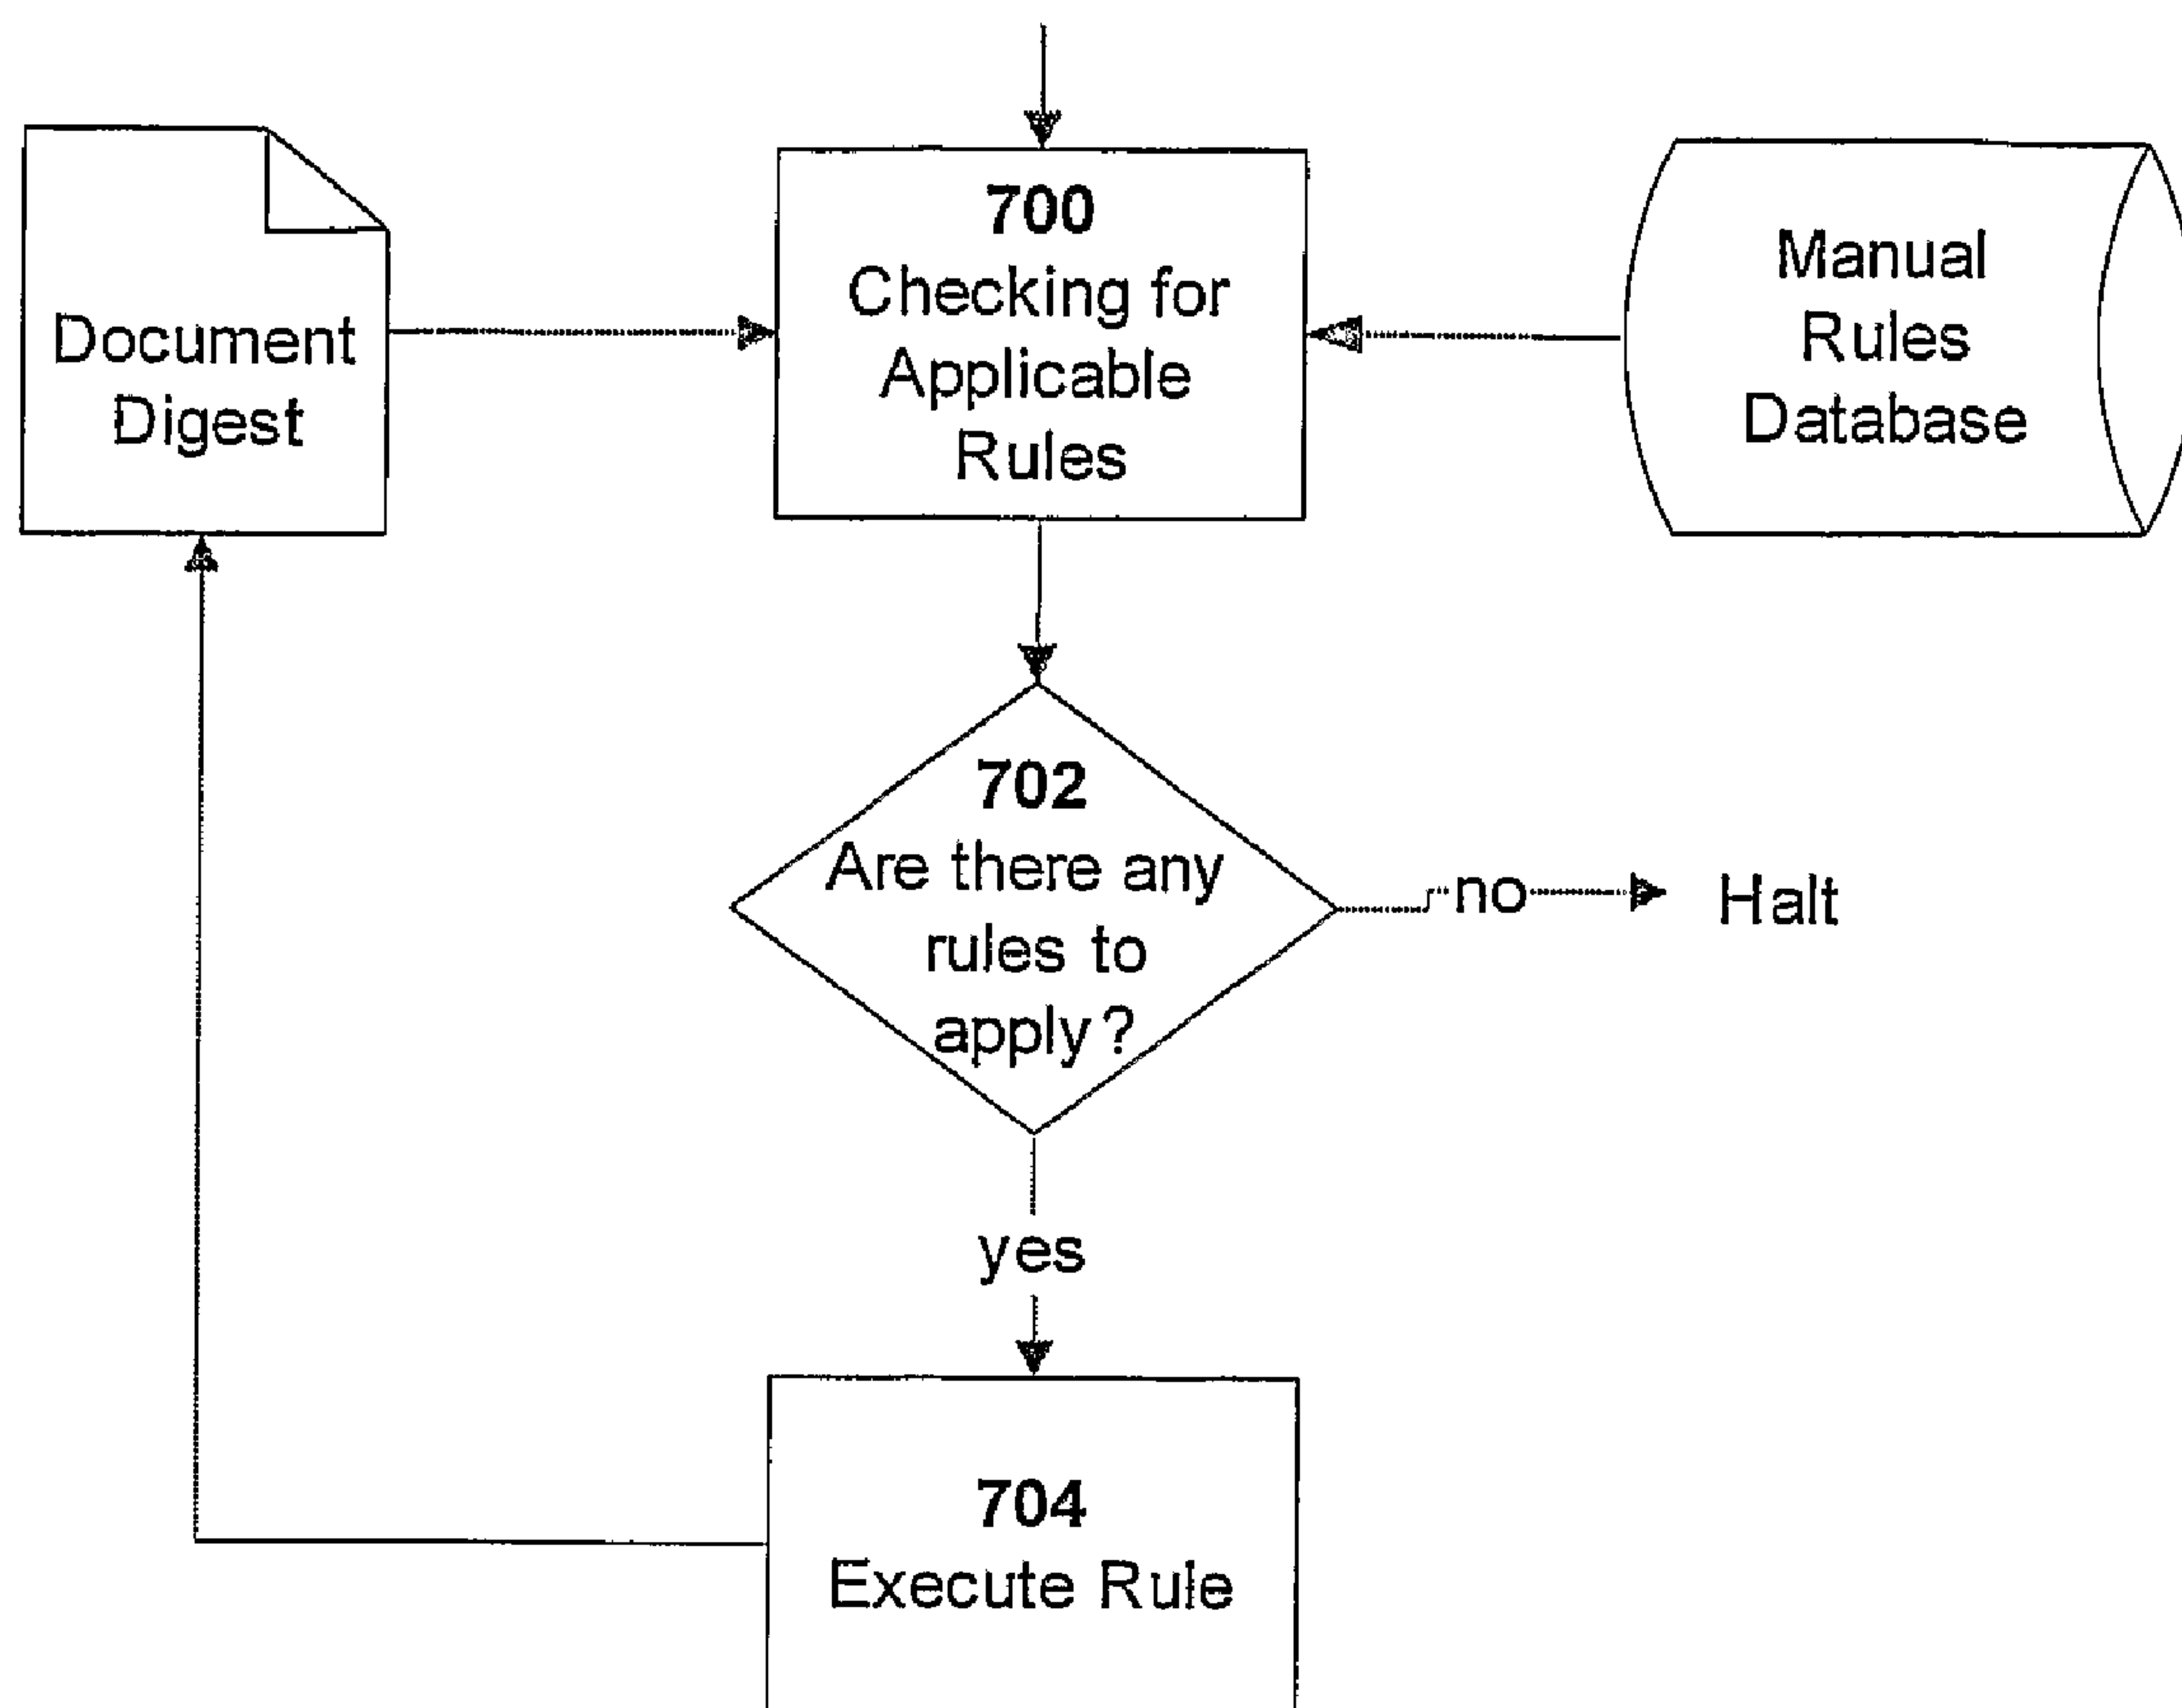 Document
Digest
700
Checking for
Applicable
Rules
Manual
Rules
Database
702
Are there any
rules to
apply?
no
Halt
yes
704
Execute Rule